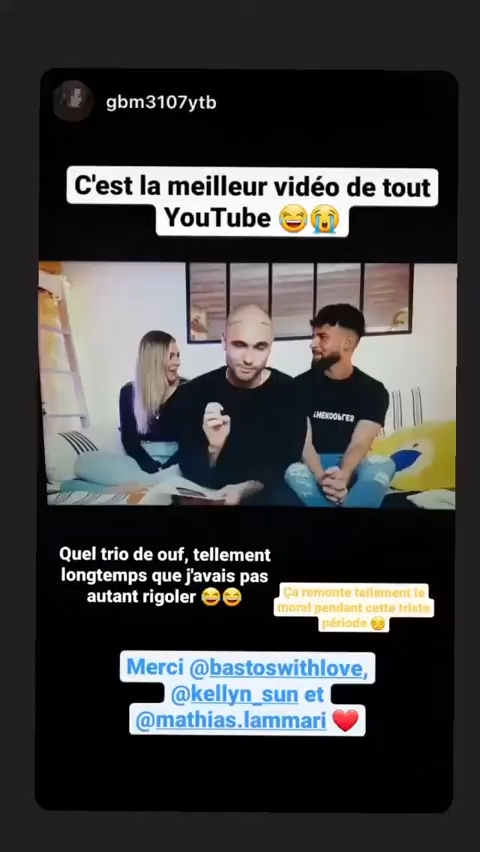 gbm3107ytb
C'est la meilleur vidéo de tout
YouTube 😂😭
Quel trio de ouf, tellement
longtemps que j'avais pas
autant rigoler 😂😂
Ça remonte tellement le
moral pendant cette triste
période 😔
Merci @bastoswithlove,
@kellyn_sun et
@mathias.lammari ❤️